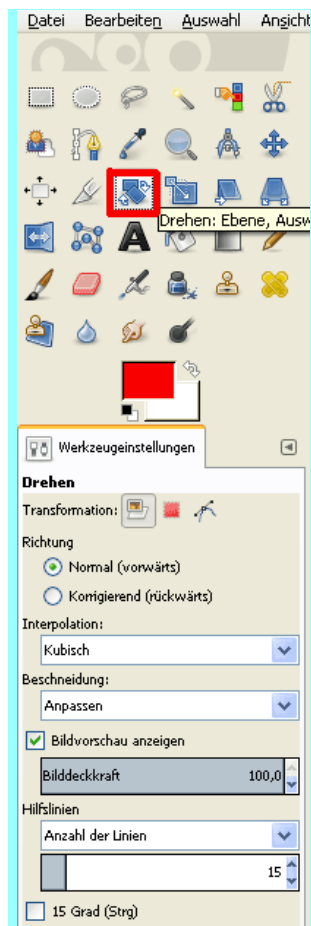 Datei Bearbeiten Auswahl Ansicht
Drehen: Ebene, Ausw
Werkzeugeinstellungen
Drehen
Transformation:
Richtung
Normal (vorwärts)
Korrigierend (rückwärts)
Interpolation:
Kubisch
Beschneidung:
Anpassen
Bildvorschau anzeigen
Bilddeckkraft 100,0
Hilfslinien
Anzahl der Linien
15
15 Grad (Strg)